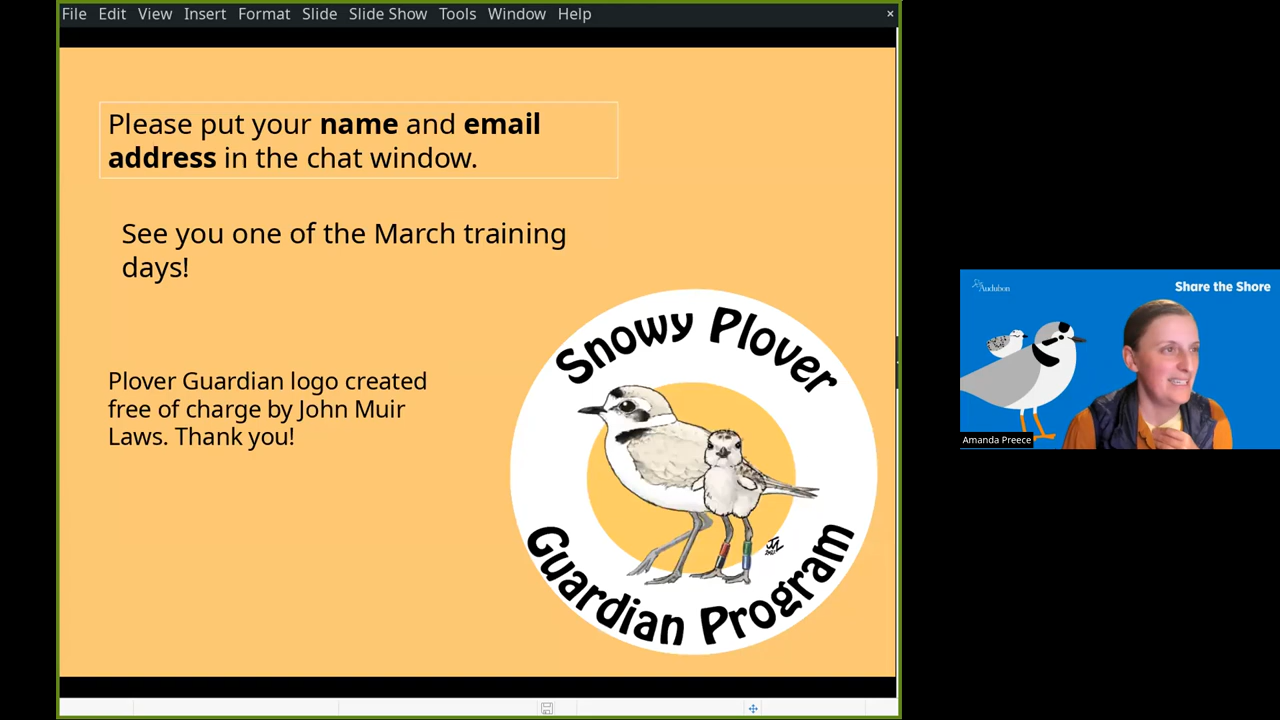 File Edit View Insert Format Slide Slide Show Tools Window Help ×
Please put your name and email
address in the chat window.
See you one of the March training
days!
Plover Guardian logo created
free of charge by John Muir
Laws. Thank you!
Snowy Plover
Guardian Program
Audubon
Share the Shore
Amanda Preece